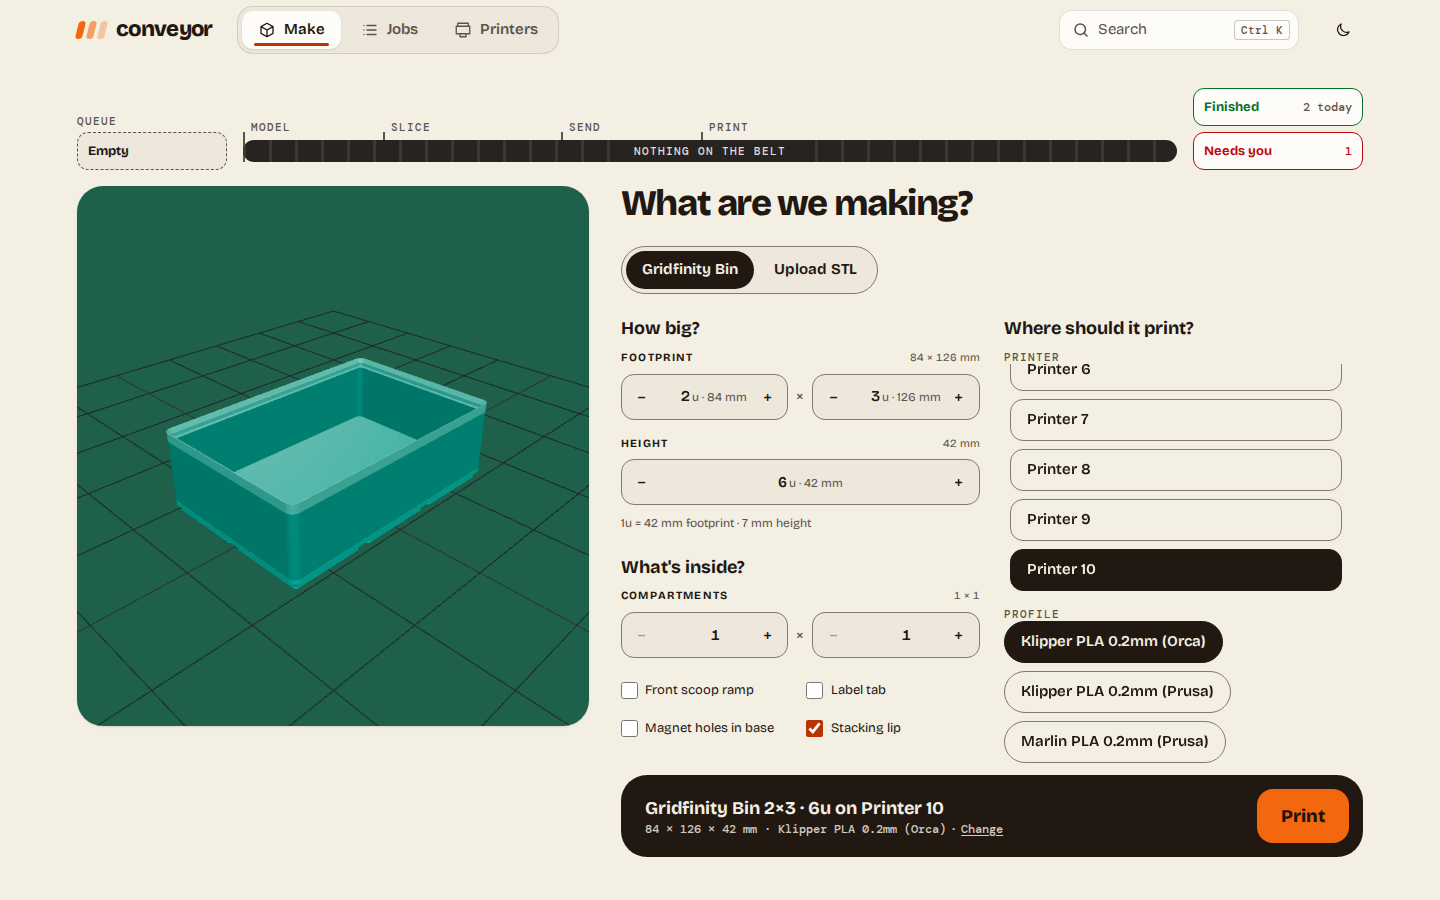 conveyor
Make
Jobs
Printers
Search
Ctrl K
QUEUE
Empty
MODEL
SLICE
SEND
PRINT
NOTHING ON THE BELT
Finished
2 today
Needs you
1
What are we making?
Gridfinity Bin
Upload STL
How big?
FOOTPRINT
84 × 126 mm
− 2 u · 84 mm + × − 3 u · 126 mm +
HEIGHT
42 mm
− 6 u · 42 mm +
1u = 42 mm footprint · 7 mm height
What's inside?
COMPARTMENTS
1 × 1
− 1 + × − 1 +
Front scoop ramp
Label tab
Magnet holes in base
Stacking lip
Where should it print?
PRINTER
Printer 6
Printer 7
Printer 8
Printer 9
Printer 10
PROFILE
Klipper PLA 0.2mm (Orca)
Klipper PLA 0.2mm (Prusa)
Marlin PLA 0.2mm (Prusa)
Gridfinity Bin 2×3 · 6u on Printer 10
84 × 126 × 42 mm · Klipper PLA 0.2mm (Orca) · Change
Print